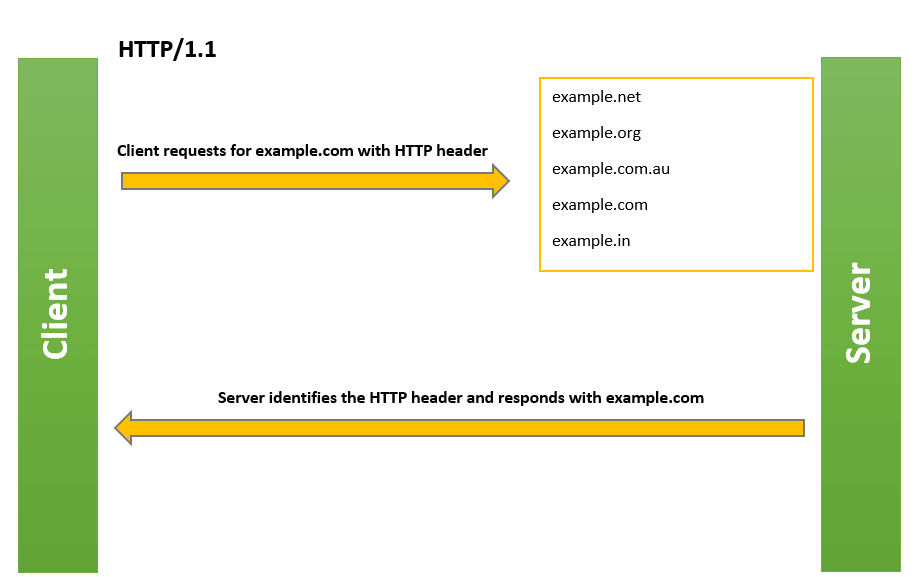 HTTP/1.1
Client requests for example.com with HTTP header
example.net
example.org
example.com.au
example.com
example.in
Client
Server
Server identifies the HTTP header and responds with example.com